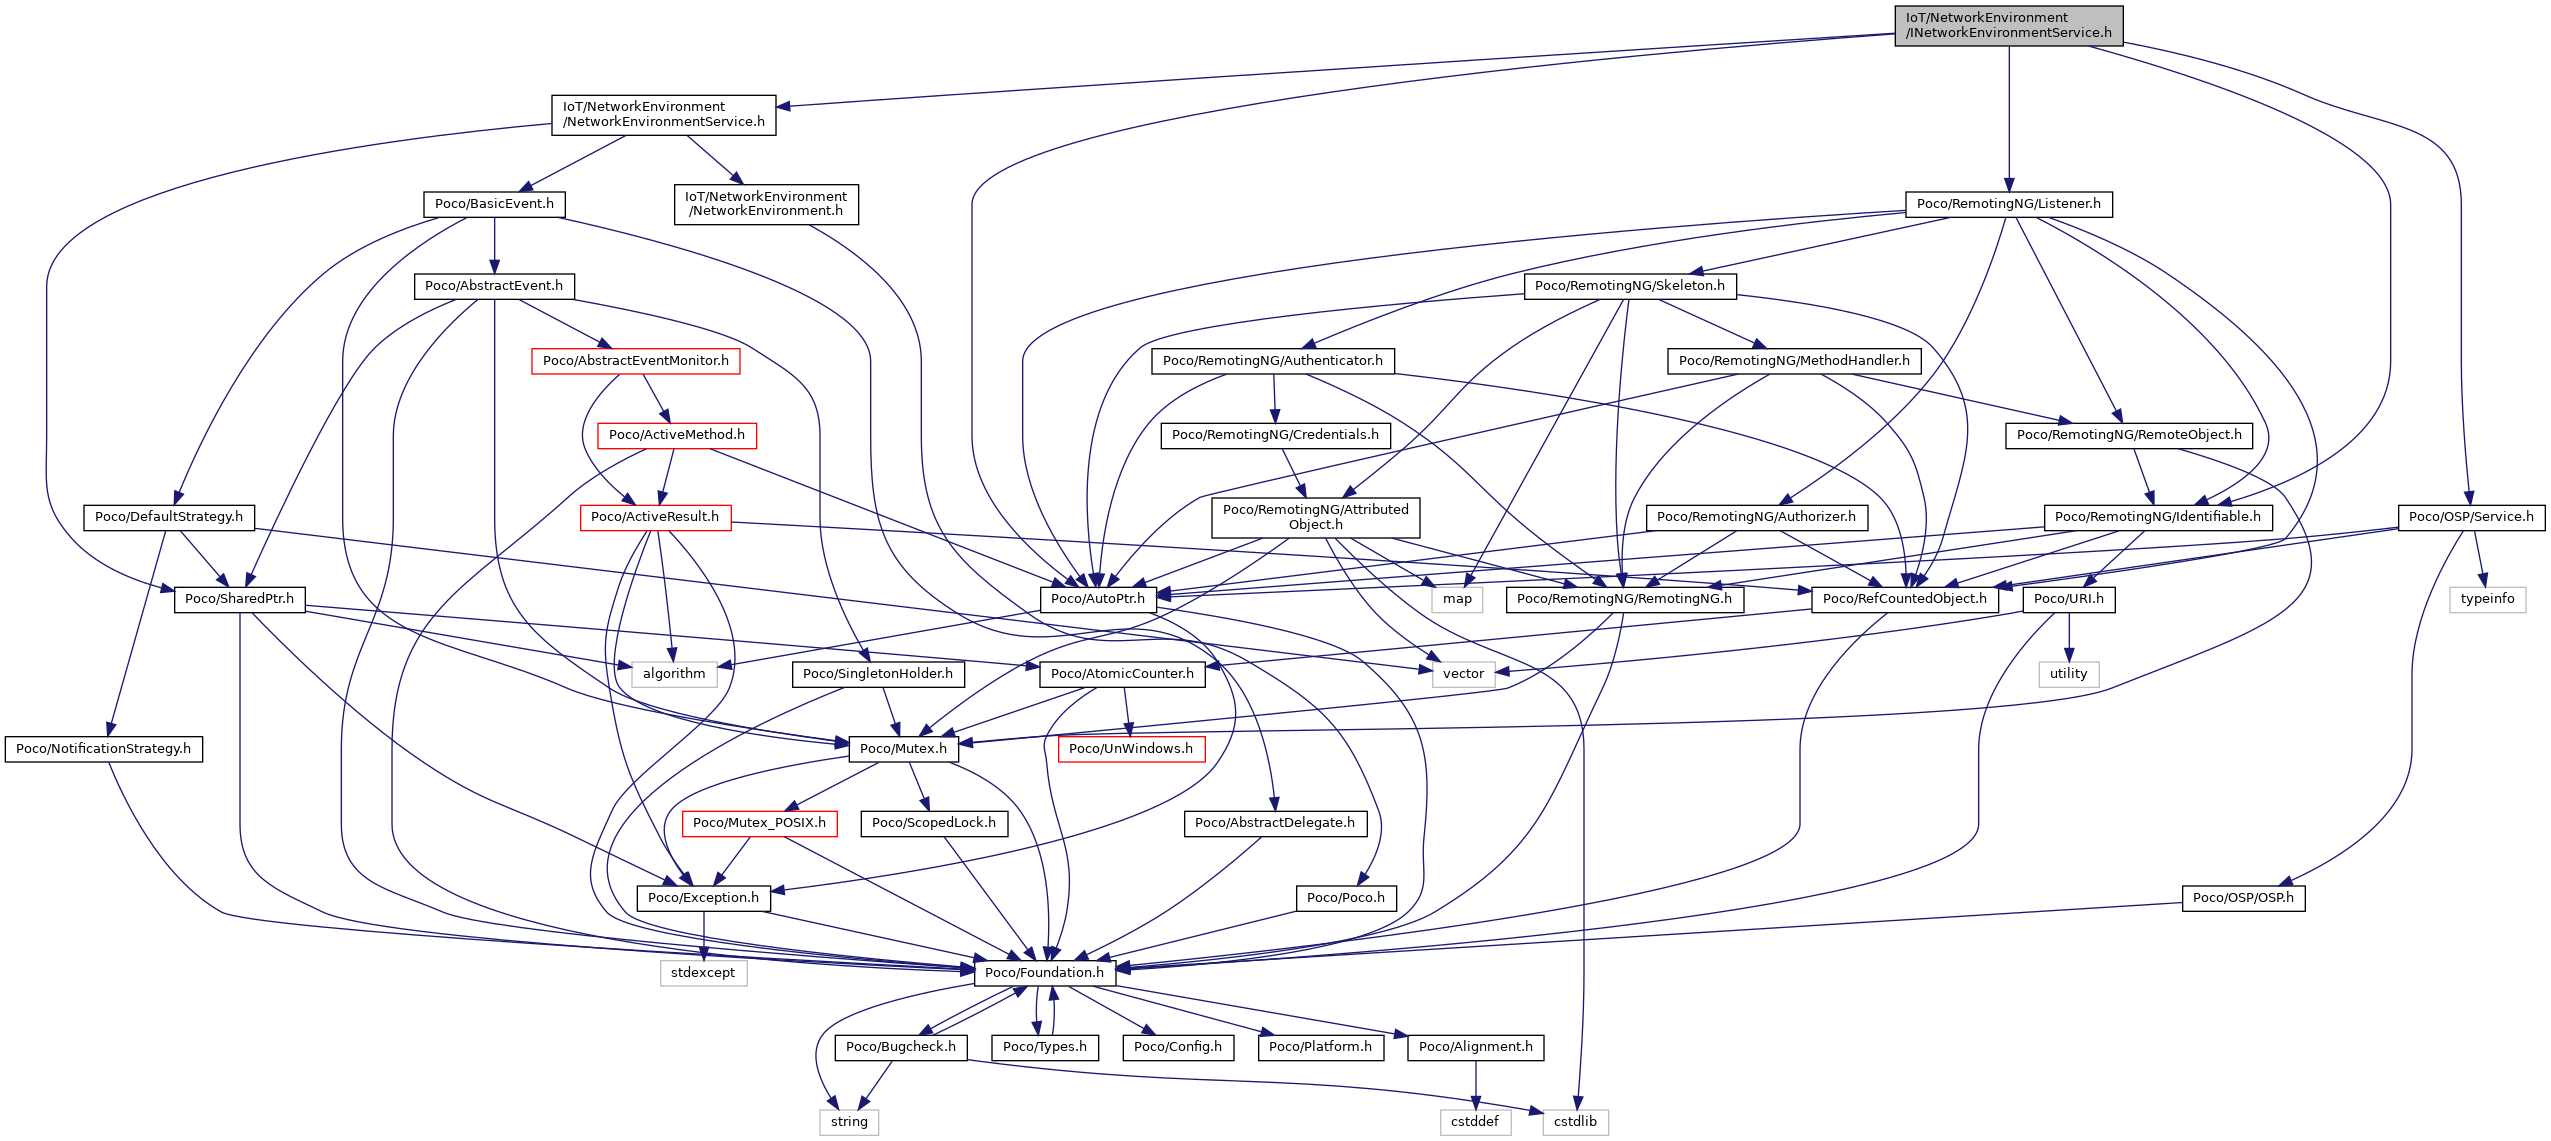 IoT/NetworkEnvironment
/INetworkEnvironmentService.h
IoT/NetworkEnvironment
/NetworkEnvironmentService.h
Poco/BasicEvent.h
IoT/NetworkEnvironment
/NetworkEnvironment.h
Poco/RemotingNG/Listener.h
Poco/AbstractEvent.h
Poco/RemotingNG/Skeleton.h
Poco/AbstractEventMonitor.h
Poco/RemotingNG/Authenticator.h
Poco/RemotingNG/MethodHandler.h
Poco/ActiveMethod.h
Poco/RemotingNG/Credentials.h
Poco/RemotingNG/RemoteObject.h
Poco/DefaultStrategy.h
Poco/ActiveResult.h
Poco/RemotingNG/Attributed
Object.h
Poco/RemotingNG/Authorizer.h
Poco/RemotingNG/Identifiable.h
Poco/OSP/Service.h
Poco/SharedPtr.h
Poco/AutoPtr.h
map
Poco/RemotingNG/RemotingNG.h
Poco/RefCountedObject.h
Poco/URI.h
typeinfo
algorithm
Poco/SingletonHolder.h
Poco/AtomicCounter.h
vector
utility
Poco/NotificationStrategy.h
Poco/Mutex.h
Poco/UnWindows.h
Poco/Mutex_POSIX.h
Poco/ScopedLock.h
Poco/AbstractDelegate.h
Poco/Exception.h
Poco/Poco.h
Poco/OSP/OSP.h
stdexcept
Poco/Foundation.h
Poco/Bugcheck.h
Poco/Types.h
Poco/Config.h
Poco/Platform.h
Poco/Alignment.h
string
cstddef
cstdlib